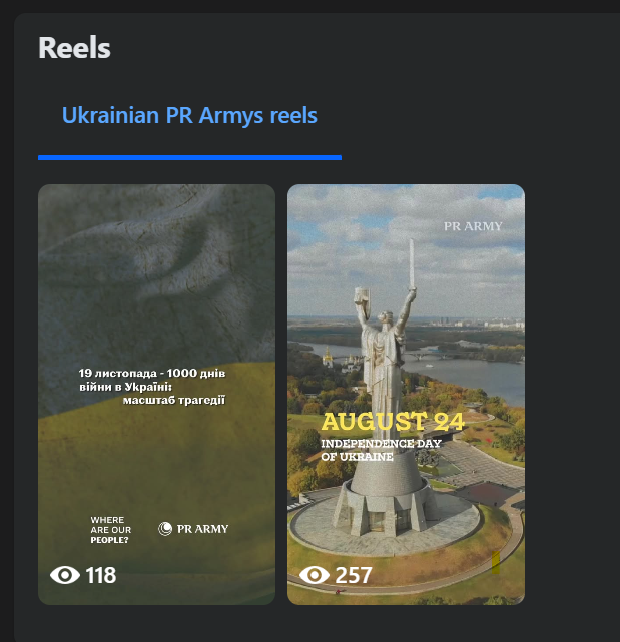 Reels
Ukrainian PR Armys reels
19 листопада - 1000 днів
війни в Україні:
масштаб трагедії
WHERE
ARE OUR
PEOPLE?
PR ARMY
118
PR ARMY
AUGUST 24
INDEPENDENCE DAY
OF UKRAINE
257